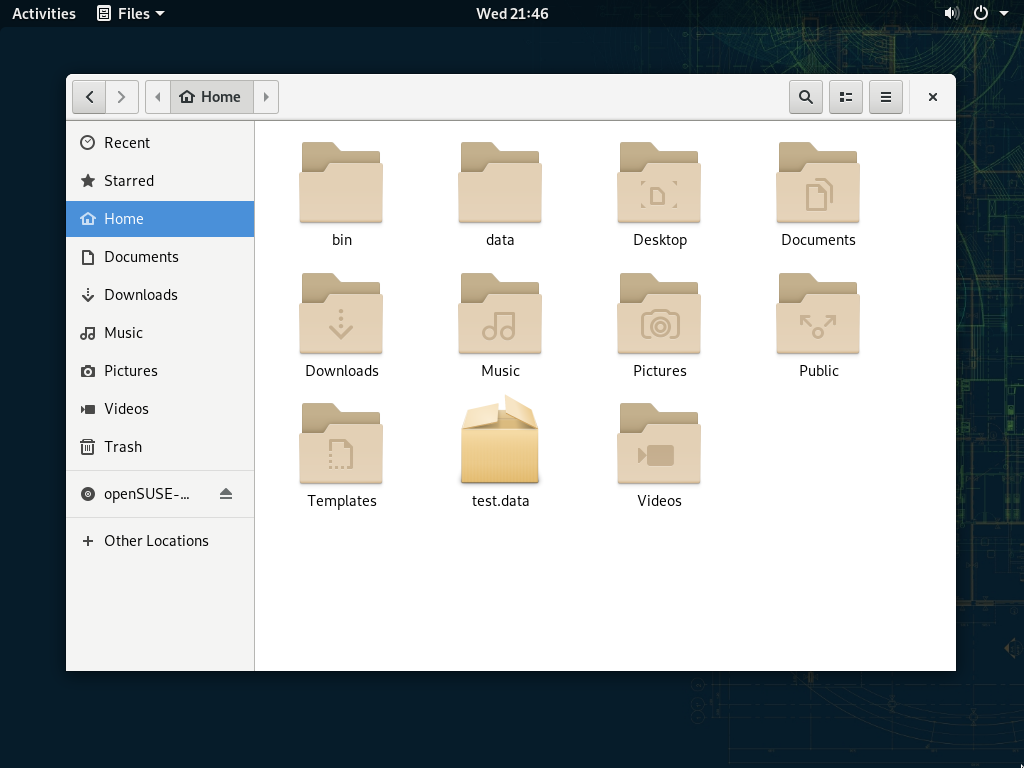 Activities Files Wed 21:46
Home
Recent
Starred
Home
Documents
Downloads
Music
Pictures
Videos
Trash
openSUSE-...
Other Locations
bin data Desktop Documents
Downloads Music Pictures Public
Templates test.data Videos